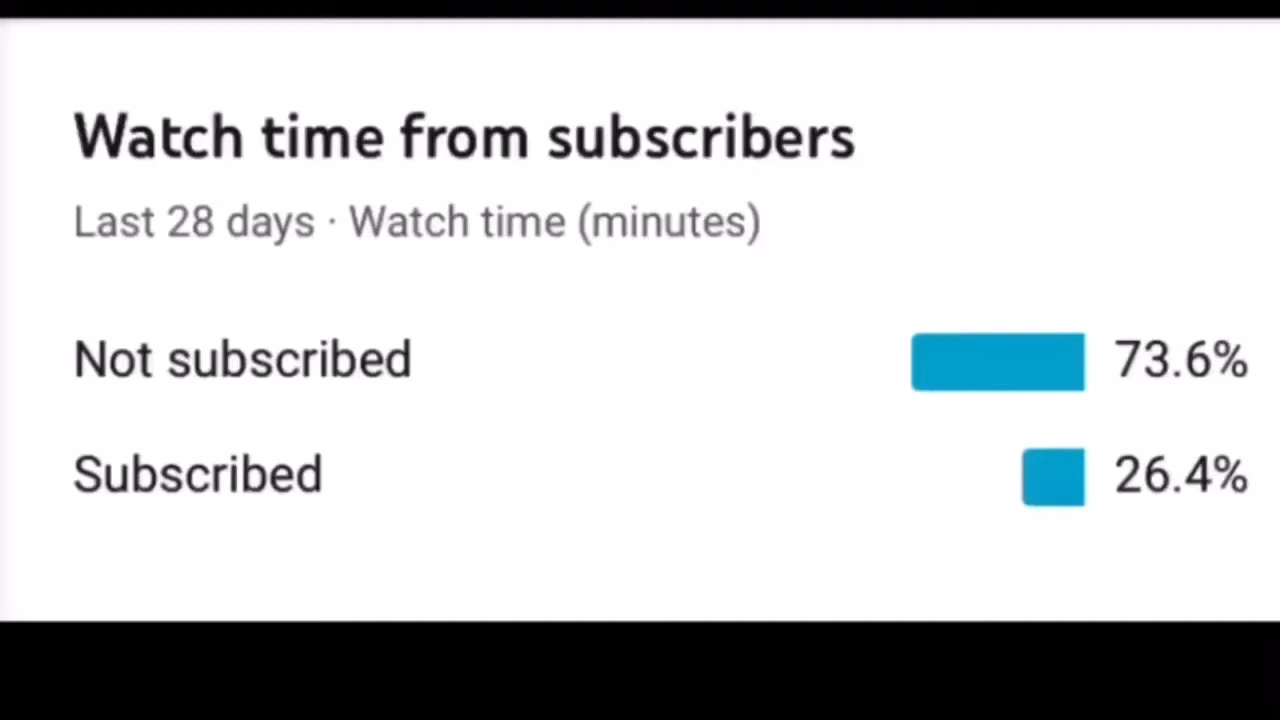 Watch time from subscribers
Last 28 days · Watch time (minutes)
Not subscribed 73.6%
Subscribed 26.4%